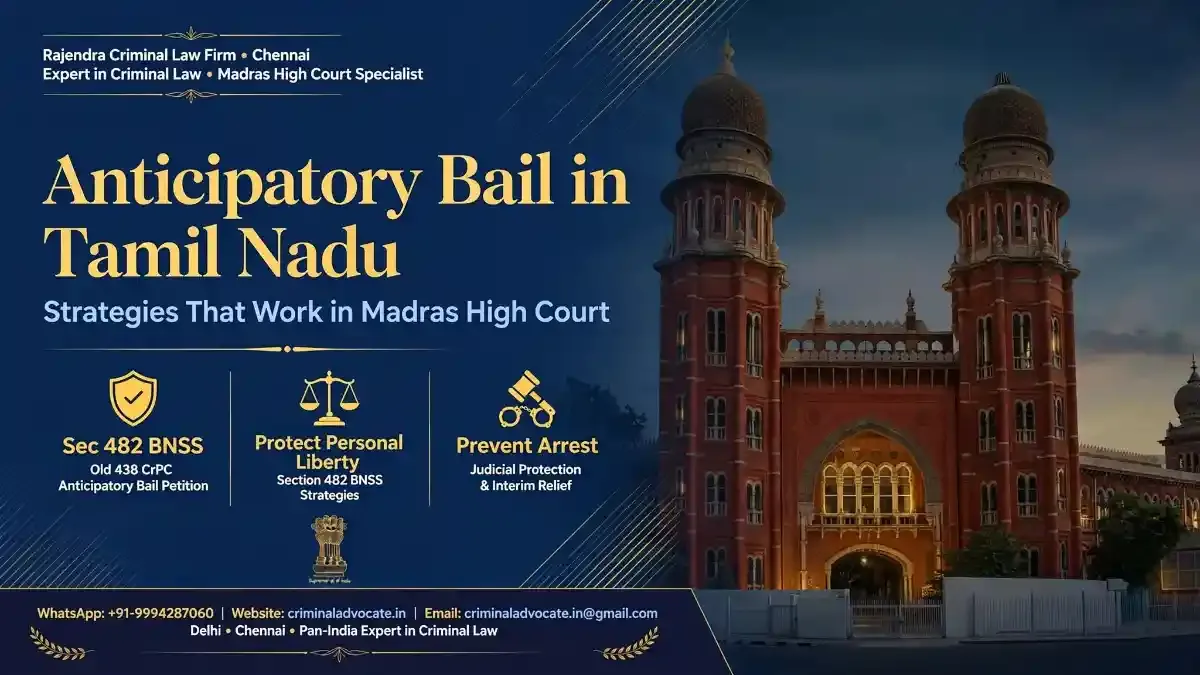 Rajendra Criminal Law Firm • Chennai
Expert in Criminal Law • Madras High Court Specialist
Anticipatory Bail in
Tamil Nadu
Strategies That Work in Madras High Court
Sec 482 BNSS
Old 438 CrPC
Anticipatory Bail Petition
Protect Personal
Liberty
Section 482 BNSS
Strategies
Prevent Arrest
Judicial Protection
& Interim Relief
WhatsApp: +91-9994287060 | Website: criminaladvocate.in | Email: criminaladvocate.in@gmail.com
Delhi • Chennai • Pan-India Expert in Criminal Law